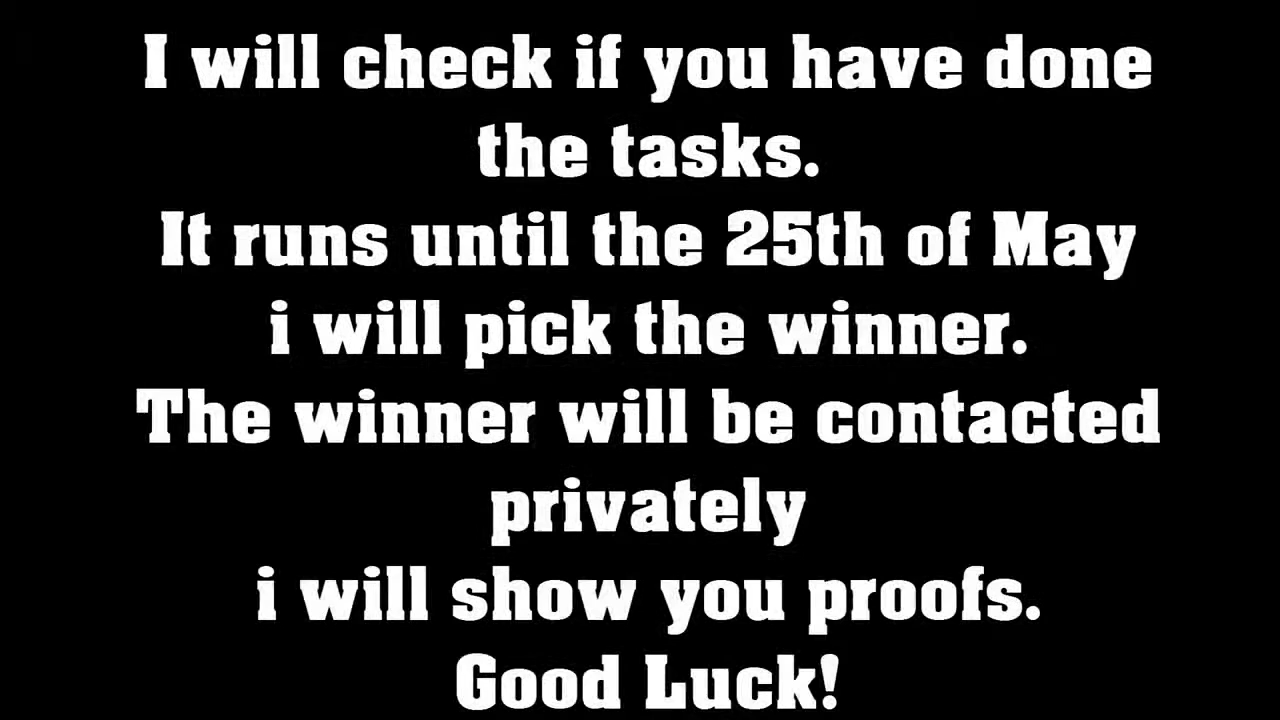 I will check if you have done
the tasks.
It runs until the 25th of May
i will pick the winner.
The winner will be contacted
privately
i will show you proofs.
Good Luck!